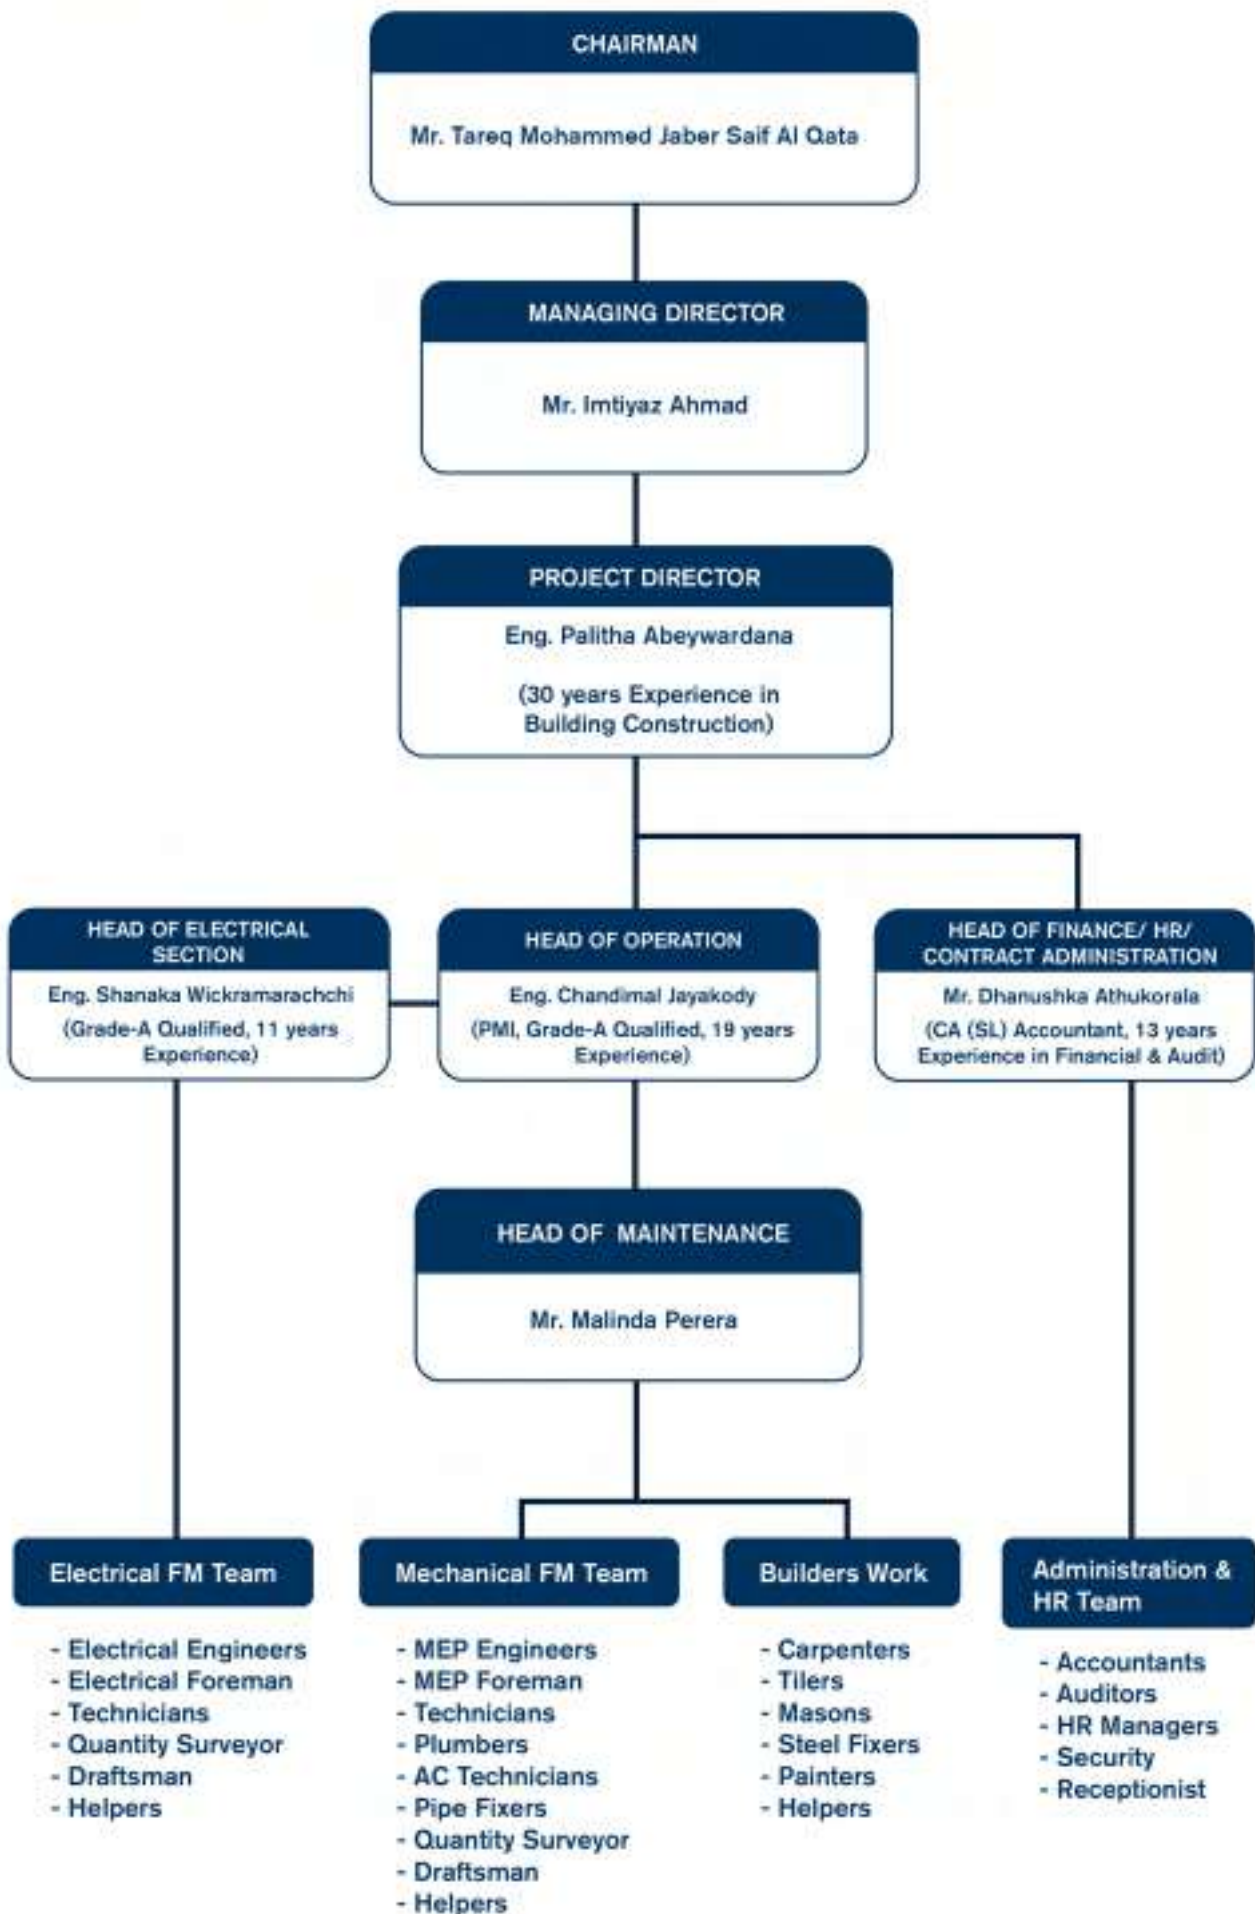 CHAIRMAN
Mr. Tareq Mohammed Jaber Saif Al Qata
MANAGING DIRECTOR
Mr. Imtiyaz Ahmad
PROJECT DIRECTOR
Eng. Palitha Abeywardana
(30 years Experience in
Building Construction)
HEAD OF ELECTRICAL
SECTION
Eng. Shanaka Wickramarachchi
(Grade-A Qualified, 11 years
Experience)
HEAD OF OPERATION
Eng. Chandimal Jayakody
(PMI, Grade-A Qualified, 19 years
Experience)
HEAD OF FINANCE/ HR/
CONTRACT ADMINISTRATION
Mr. Dhanushka Athukorala
(CA (SL) Accountant, 13 years
Experience in Financial & Audit)
HEAD OF MAINTENANCE
Mr. Malinda Perera
Electrical FM Team
- Electrical Engineers
- Electrical Foreman
- Technicians
- Quantity Surveyor
- Draftsman
- Helpers
Mechanical FM Team
- MEP Engineers
- MEP Foreman
- Technicians
- Plumbers
- AC Technicians
- Pipe Fixers
- Quantity Surveyor
- Draftsman
- Helpers
Builders Work
- Carpenters
- Tilers
- Masons
- Steel Fixers
- Painters
- Helpers
Administration &
HR Team
- Accountants
- Auditors
- HR Managers
- Security
- Receptionist